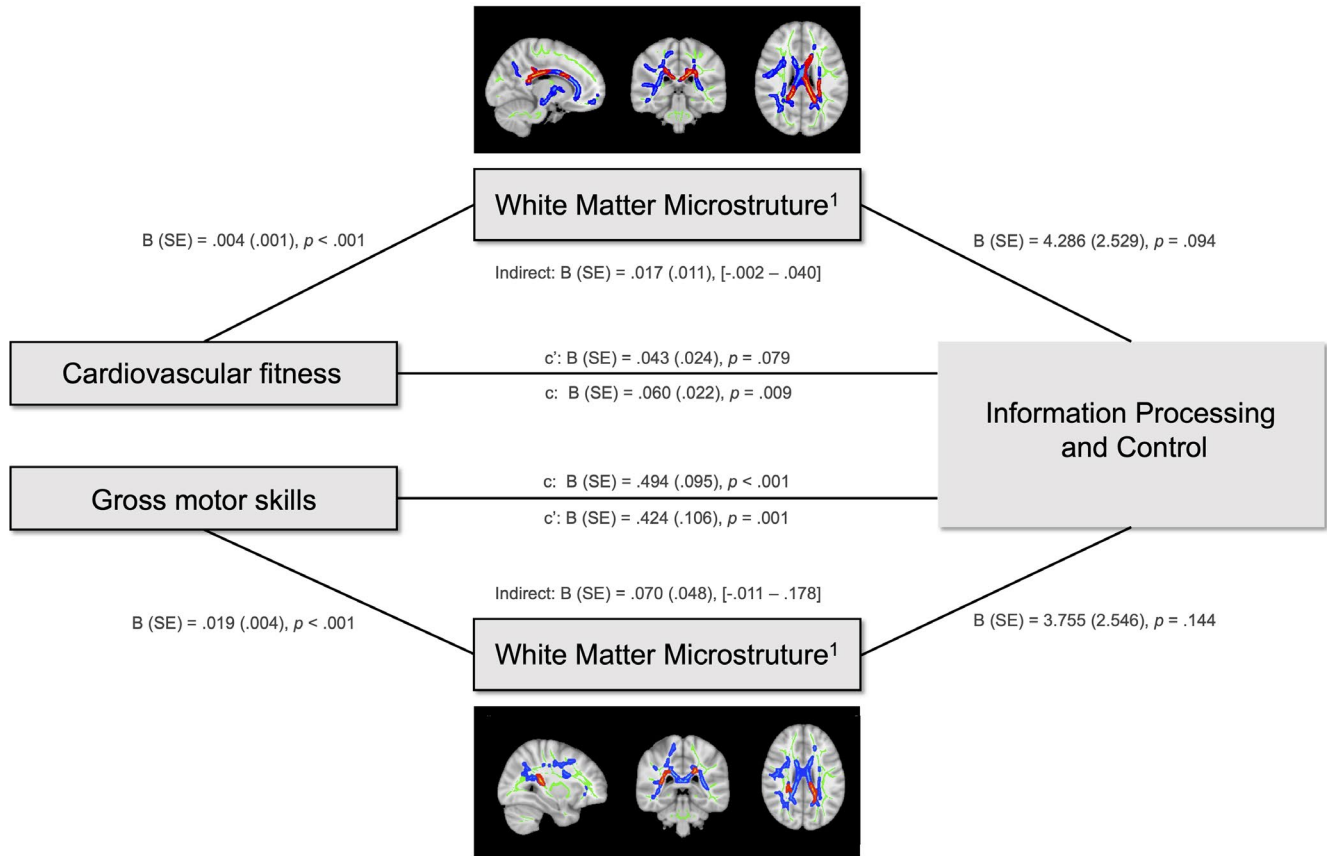 White Matter Microstruture¹
B (SE) = .004 (.001), p < .001
B (SE) = 4.286 (2.529), p = .094
Indirect: B (SE) = .017 (.011), [-.002 – .040]
Cardiovascular fitness
c’: B (SE) = .043 (.024), p = .079
c: B (SE) = .060 (.022), p = .009
Information Processing
and Control
Gross motor skills
c: B (SE) = .494 (.095), p < .001
c’: B (SE) = .424 (.106), p = .001
Indirect: B (SE) = .070 (.048), [-.011 – .178]
B (SE) = .019 (.004), p < .001
B (SE) = 3.755 (2.546), p = .144
White Matter Microstruture¹